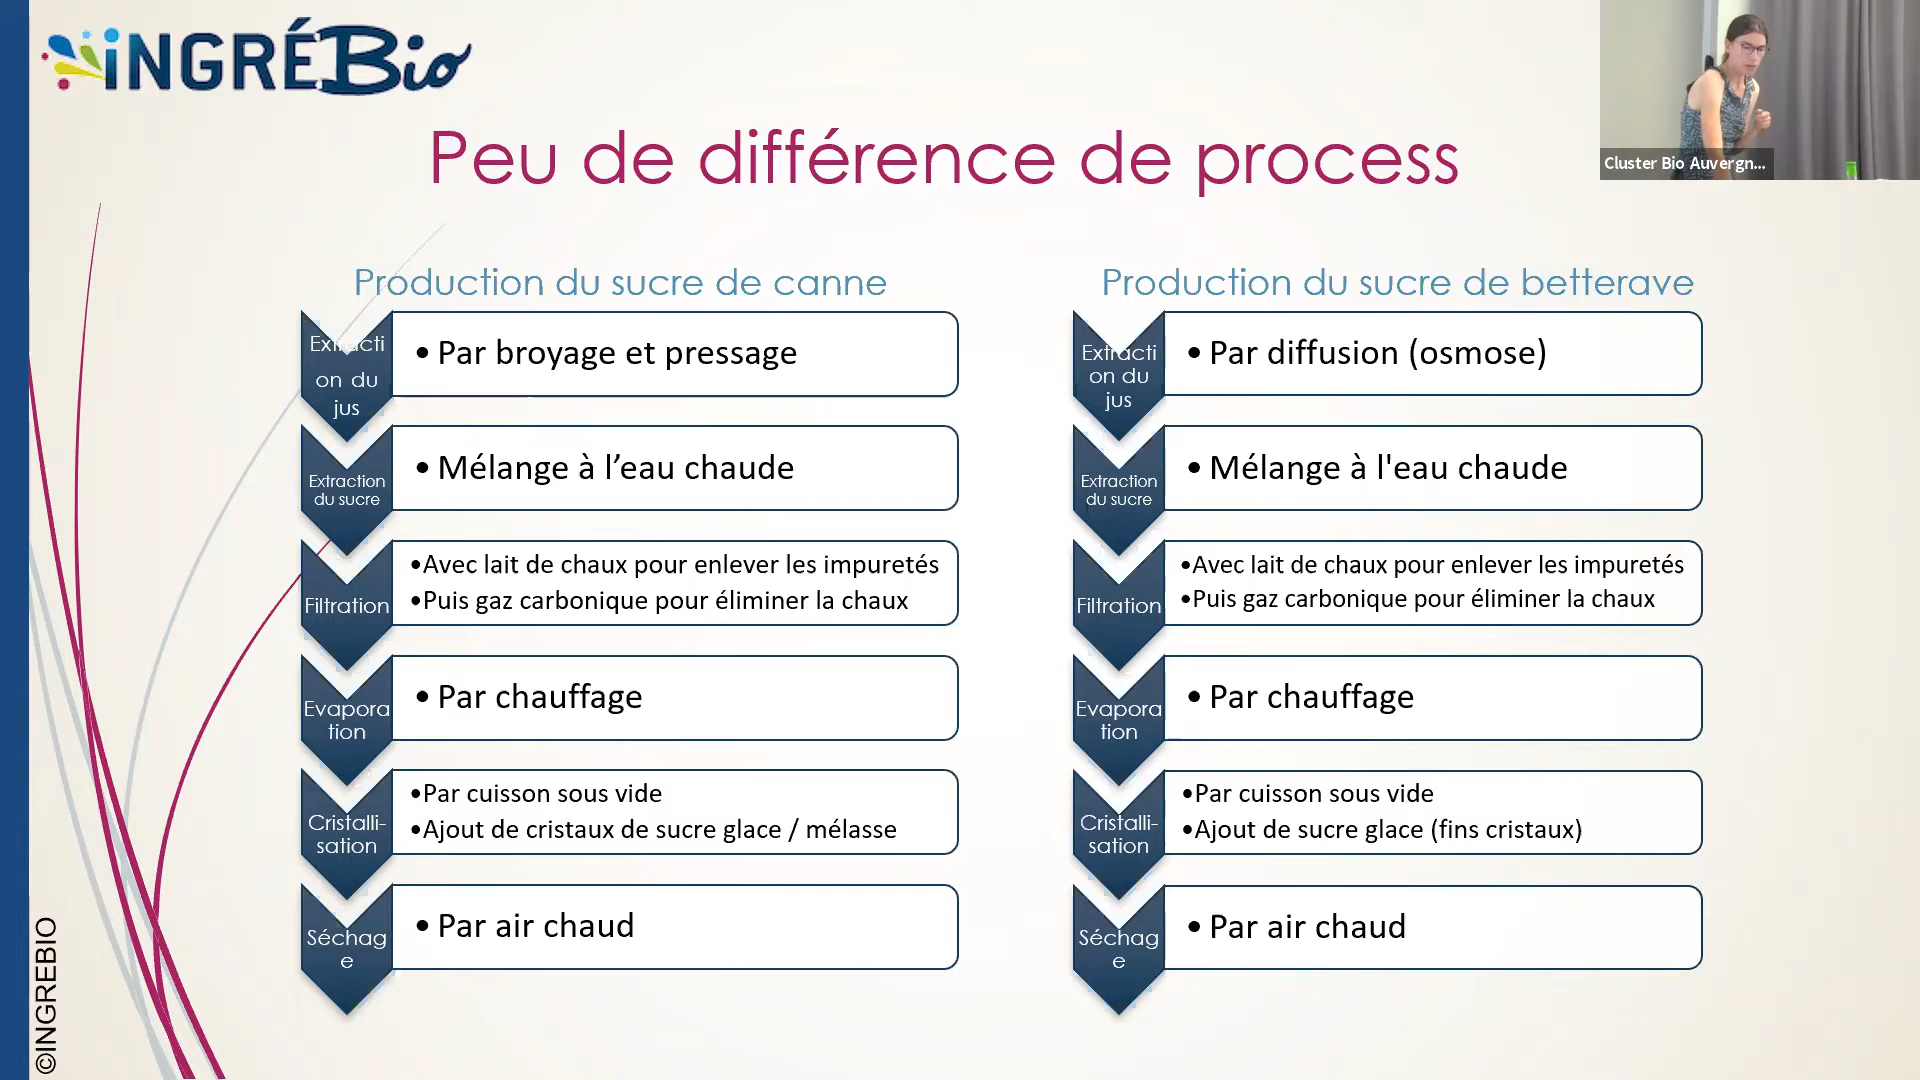 iNGRÉBio
Cluster Bio Auvergn...
Peu de différence de process
Production du sucre de canne
Extracti
on du
jus
• Par broyage et pressage
Extraction
du sucre
• Mélange à l’eau chaude
Filtration
•Avec lait de chaux pour enlever les impuretés
•Puis gaz carbonique pour éliminer la chaux
Evapora
tion
• Par chauffage
Cristalli-
sation
•Par cuisson sous vide
•Ajout de cristaux de sucre glace / mélasse
Séchag
e
• Par air chaud
Production du sucre de betterave
Extracti
on du
jus
• Par diffusion (osmose)
Extraction
du sucre
• Mélange à l'eau chaude
Filtration
•Avec lait de chaux pour enlever les impuretés
•Puis gaz carbonique pour éliminer la chaux
Evapora
tion
• Par chauffage
Cristalli-
sation
•Par cuisson sous vide
•Ajout de sucre glace (fins cristaux)
Séchag
e
• Par air chaud
©INGREBIO